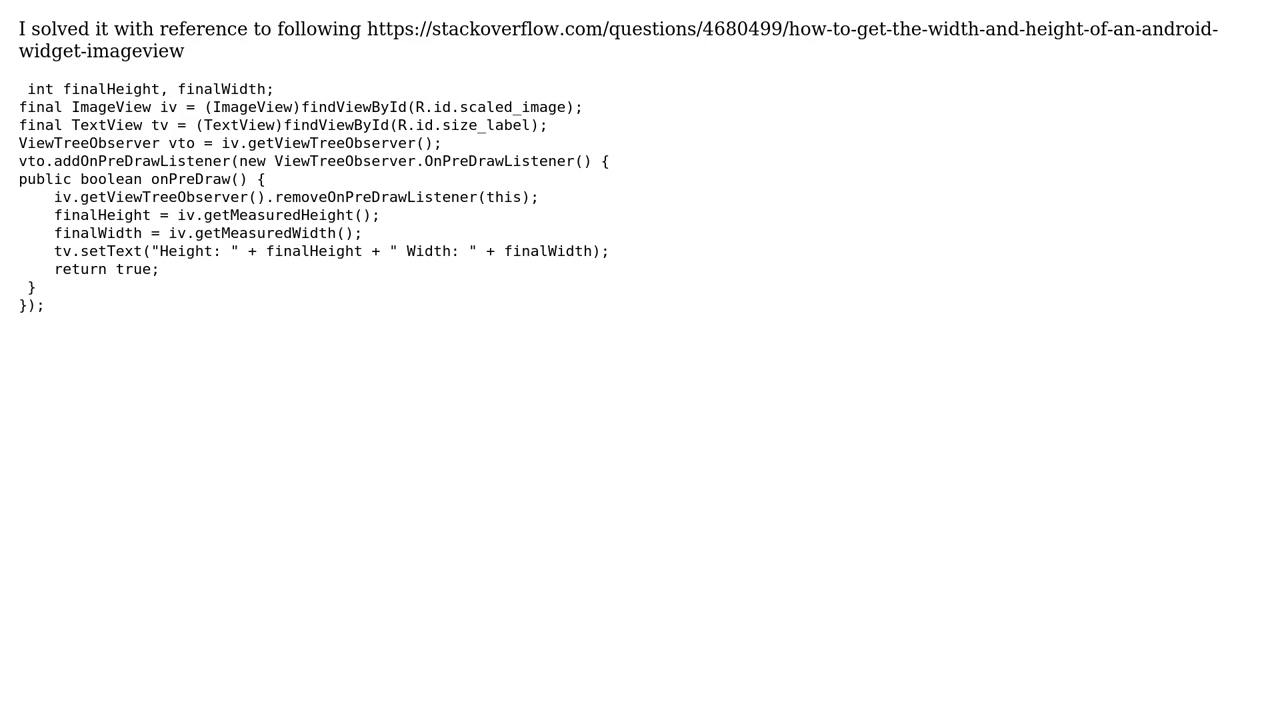 I solved it with reference to following https://stackoverflow.com/questions/4680499/how-to-get-the-width-and-height-of-an-android-
widget-imageview
 int finalHeight, finalWidth;
final ImageView iv = (ImageView)findViewById(R.id.scaled_image);
final TextView tv = (TextView)findViewById(R.id.size_label);
ViewTreeObserver vto = iv.getViewTreeObserver();
vto.addOnPreDrawListener(new ViewTreeObserver.OnPreDrawListener() {
public boolean onPreDraw() {
    iv.getViewTreeObserver().removeOnPreDrawListener(this);
    finalHeight = iv.getMeasuredHeight();
    finalWidth = iv.getMeasuredWidth();
    tv.setText("Height: " + finalHeight + " Width: " + finalWidth);
    return true;
 }
});